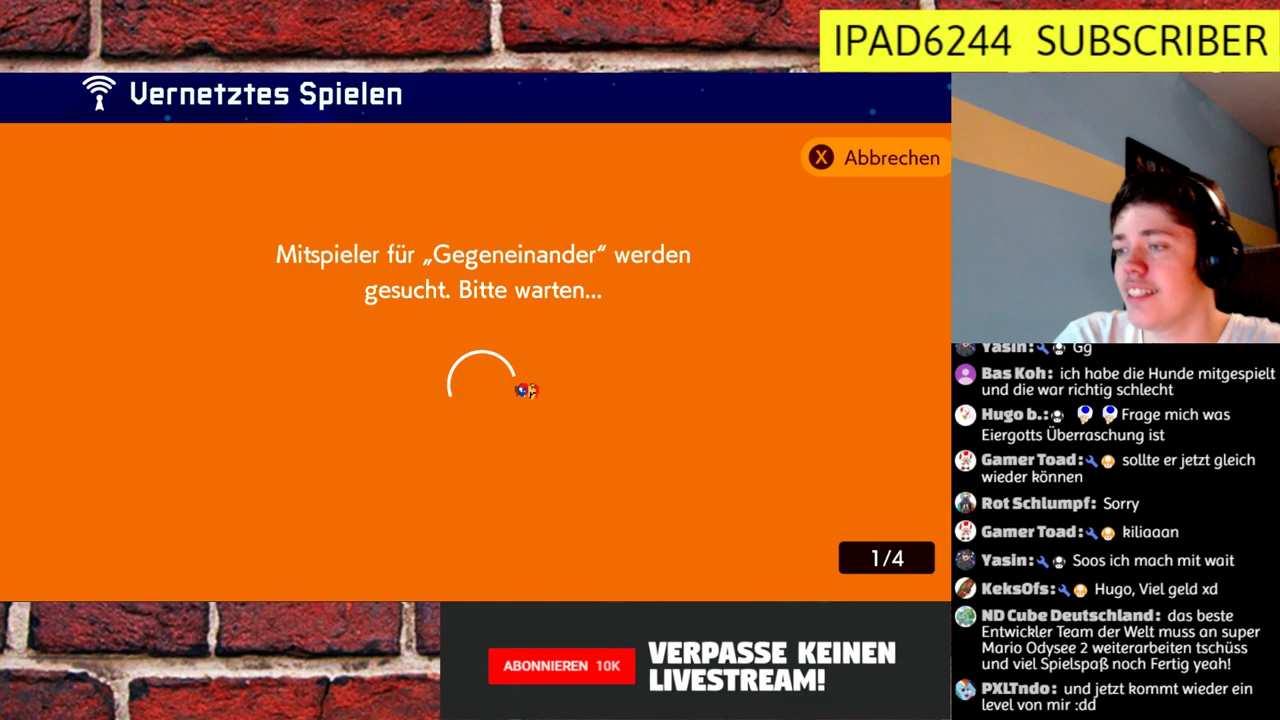 IPAD6244 SUBSCRIBER
Vernetztes Spielen
X Abbrechen
Mitspieler für „Gegeneinander“ werden
gesucht. Bitte warten...
1/4
Yasin: Gg
Bas Koh: ich habe die Hunde mitgespielt
und die war richtig schlecht
Hugo b.: Frage mich was
Eiergotts Überraschung ist
Gamer Toad: sollte er jetzt gleich
wieder können
Rot Schlumpf: Sorry
Gamer Toad: kiliaaan
Yasin: Soos ich mach mit wait
KeksOfs: Hugo, Viel geld xd
ND Cube Deutschland: das beste
Entwickler Team der Welt muss an super
Mario Odysee 2 weiterarbeiten tschüss
und viel Spielspaß noch Fertig yeah!
PXLTndo: und jetzt kommt wieder ein
level von mir :dd
ABONNIEREN 10K
VERPASSE KEINEN
LIVESTREAM!